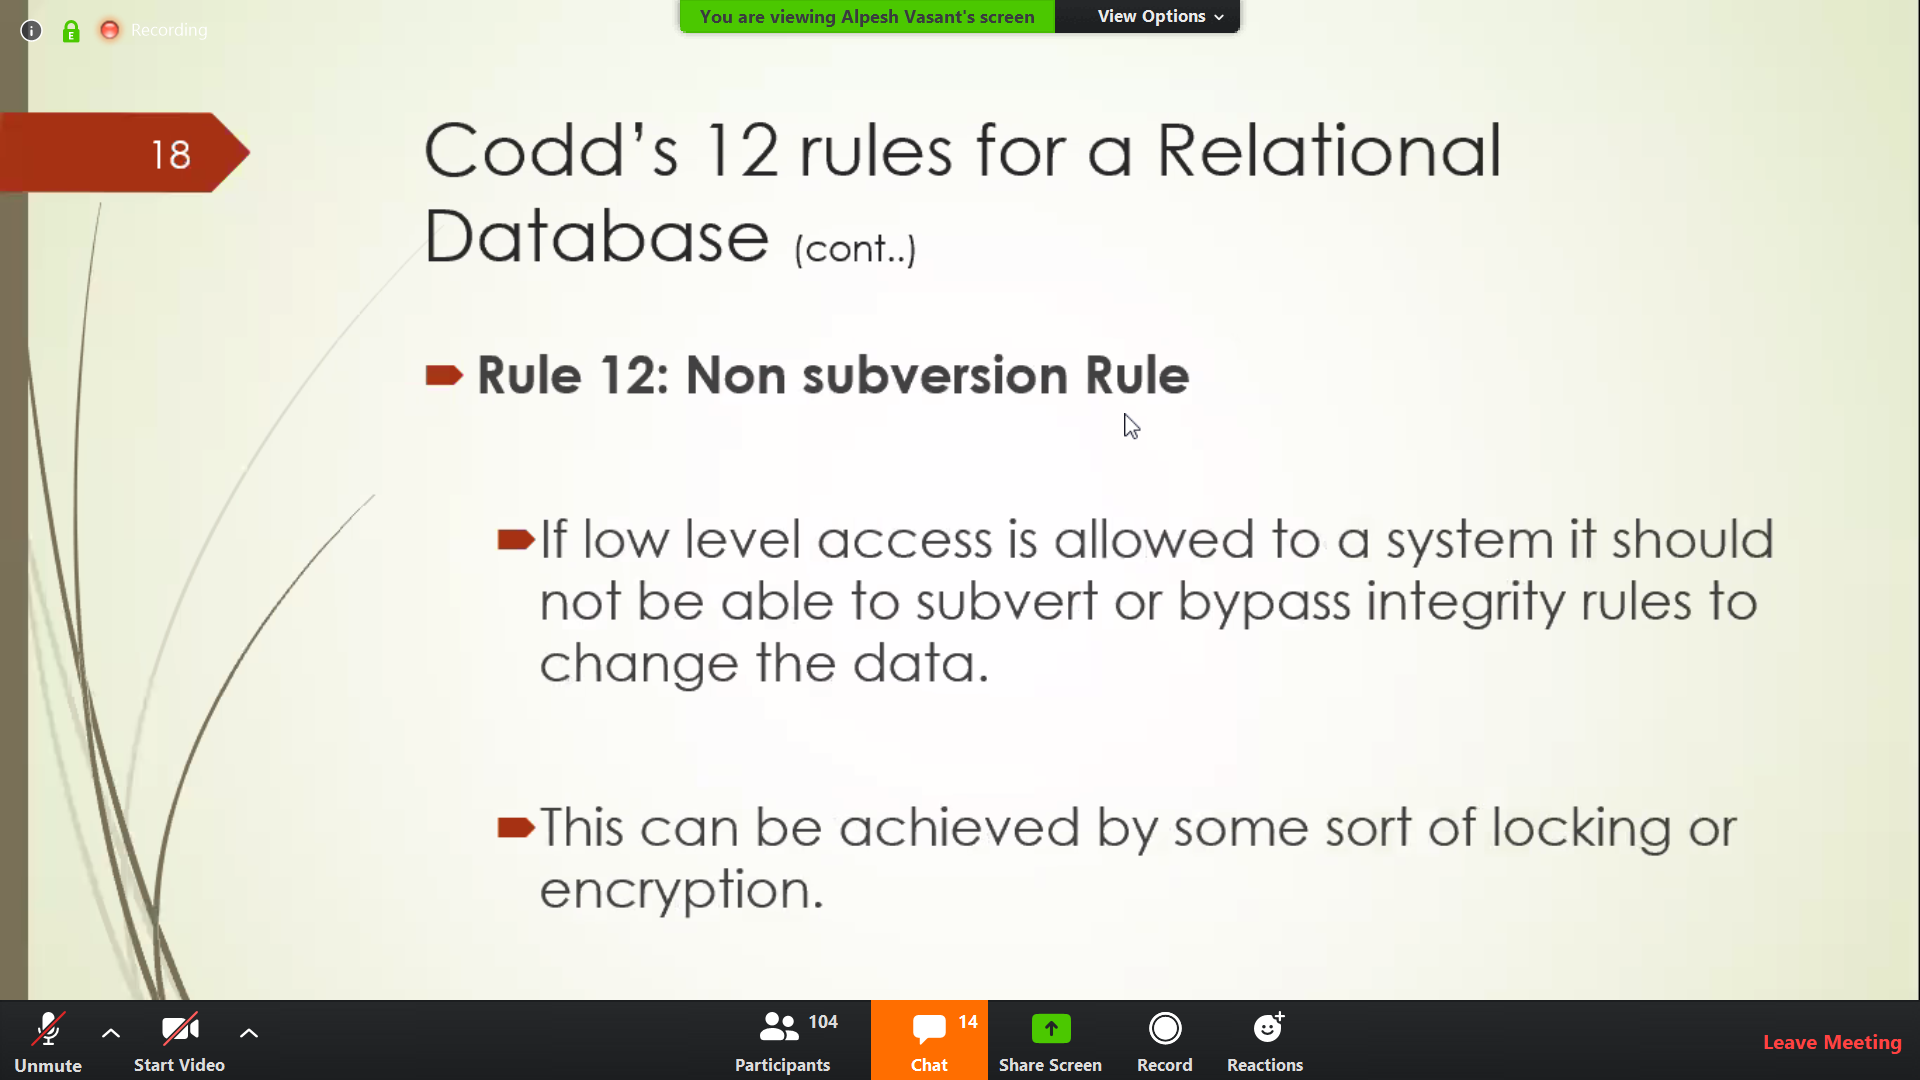 Recording
You are viewing Alpesh Vasant's screen
View Options
18
Codd's 12 rules for a Relational
Database (cont..)
Rule 12: Non subversion Rule
If low level access is allowed to a system it should
not be able to subvert or bypass integrity rules to
change the data.
This can be achieved by some sort of locking or
encryption.
Unmute
Start Video
104
Participants
14
Chat
Share Screen
Record
Reactions
Leave Meeting